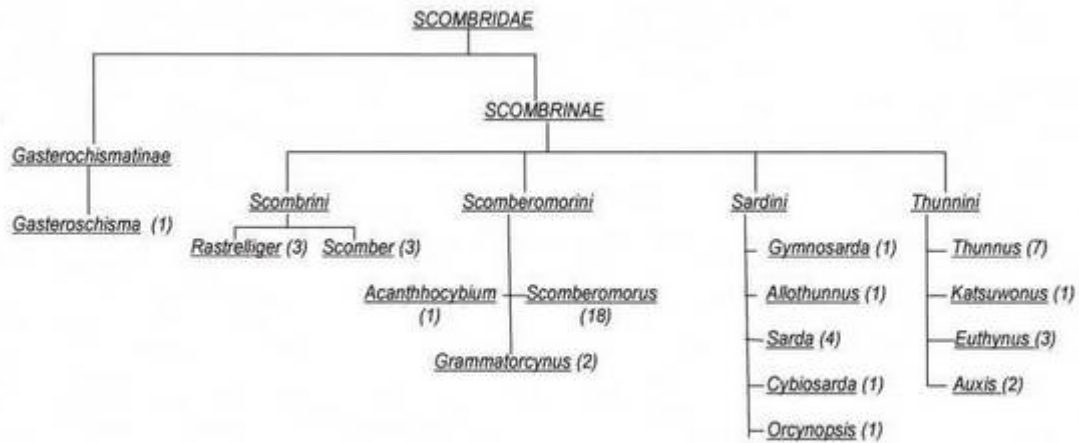 SCOMBRIDAE
SCOMBRINAE
Gasterochismatinae
Gasteroschisma (1)
Scombrini
Rastrelliger (3) Scomber (3)
Scomberomorini
Acanthhocybium
(1)
Scomberomorus
(18)
Grammatorcynus (2)
Sardini
Gymnosarda (1)
Allothunnus (1)
Sarda (4)
Cybiosarda (1)
Orcynopsis (1)
Thunnini
Thunnus (7)
Katsuwonus (1)
Euthynus (3)
Auxis (2)